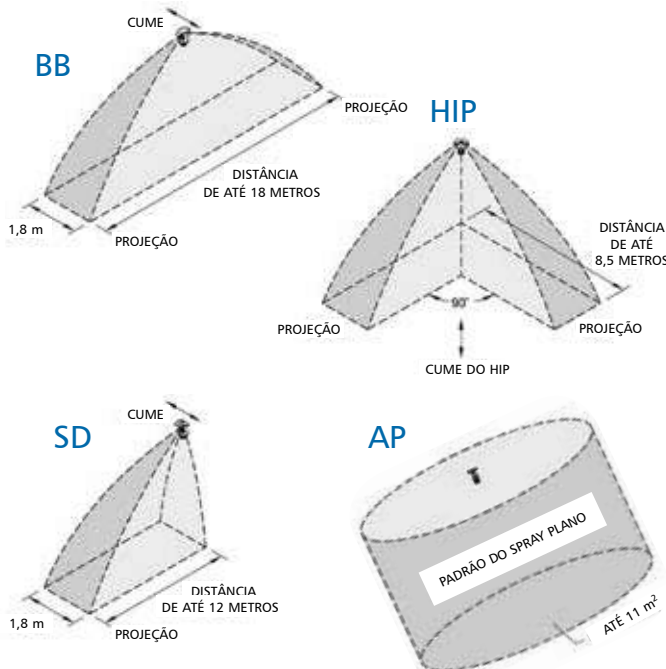 CUME
BB
PROJEÇÃO
DISTÂNCIA
DE ATÉ 18 METROS
1,8 m
PROJEÇÃO
HIP
DISTÂNCIA
DE ATÉ
8,5 METROS
90°
PROJEÇÃO
PROJEÇÃO
CUME DO HIP
CUME
SD
DISTÂNCIA
DE ATÉ 12 METROS
1,8 m
PROJEÇÃO
AP
PADRÃO DO SPRAY PLANO
ATÉ 11 m²